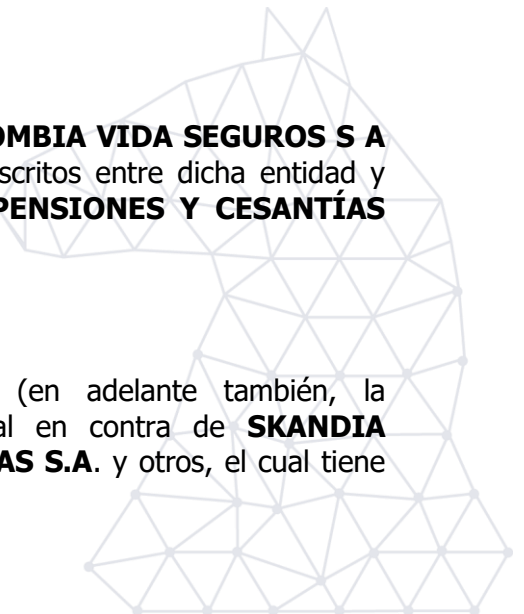 OMBIA VIDA SEGUROS S A
scritos entre dicha entidad y
PENSIONES Y CESANTÍAS
(en adelante también, la
al en contra de SKANDIA
AS S.A. y otros, el cual tiene